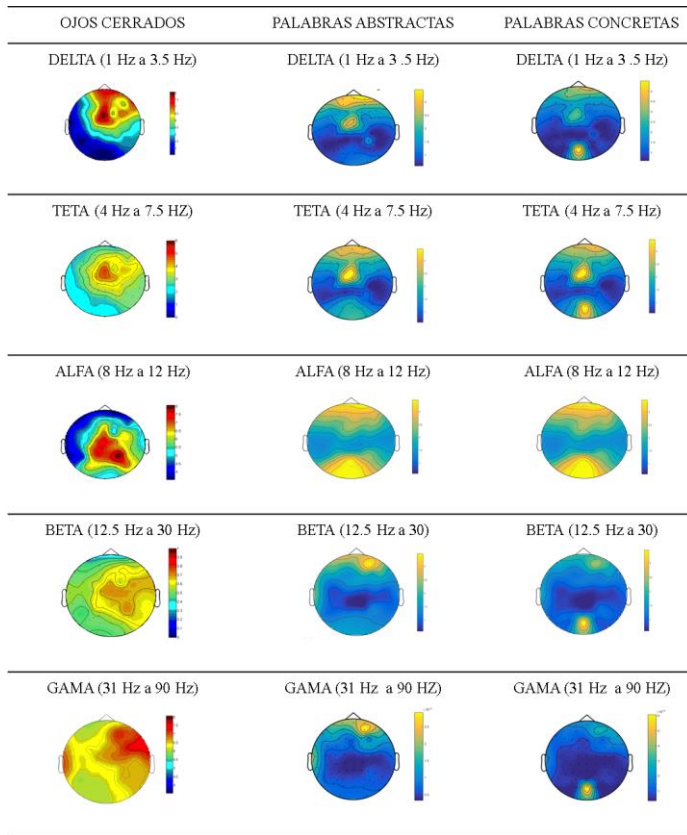 OJOS CERRADOS PALABRAS ABSTRACTAS PALABRAS CONCRETAS
DELTA (1 Hz a 3.5 Hz) DELTA (1 Hz a 3 .5 Hz) DELTA (1 Hz a 3 .5 Hz)
TETA (4 Hz a 7.5 HZ) TETA (4 Hz a 7.5 Hz) TETA (4 Hz a 7.5 Hz)
ALFA (8 Hz a 12 Hz) ALFA (8 Hz a 12 Hz) ALFA (8 Hz a 12 Hz)
BETA (12.5 Hz a 30 Hz) BETA (12.5 Hz a 30) BETA (12.5 Hz a 30)
GAMA (31 Hz a 90 Hz) GAMA (31 Hz a 90 HZ) GAMA (31 Hz a 90 HZ)